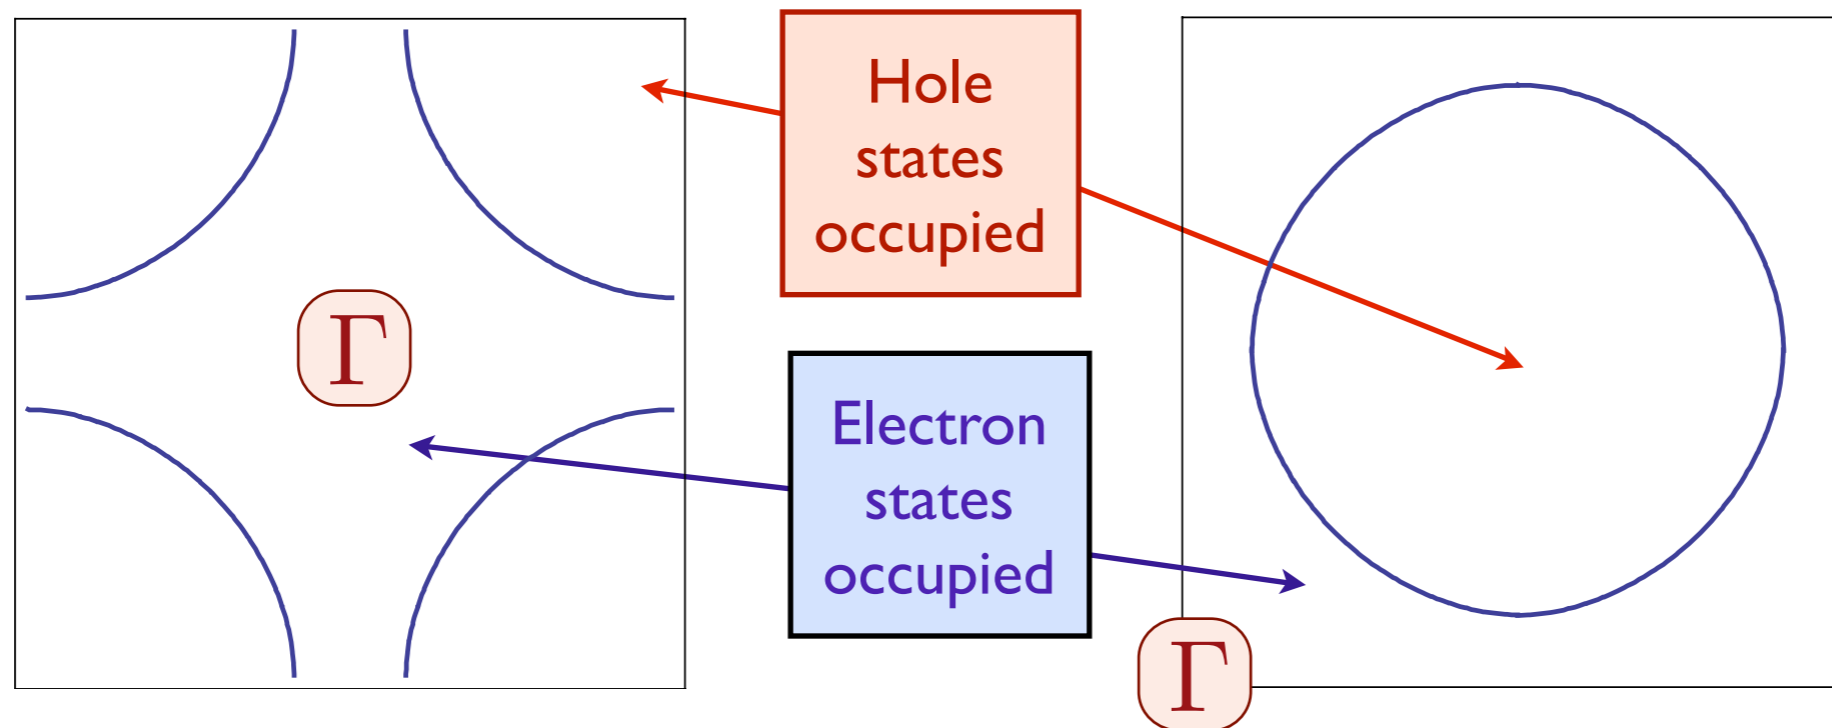 Hole
states
occupied
Γ
Electron
states
occupied
Γ